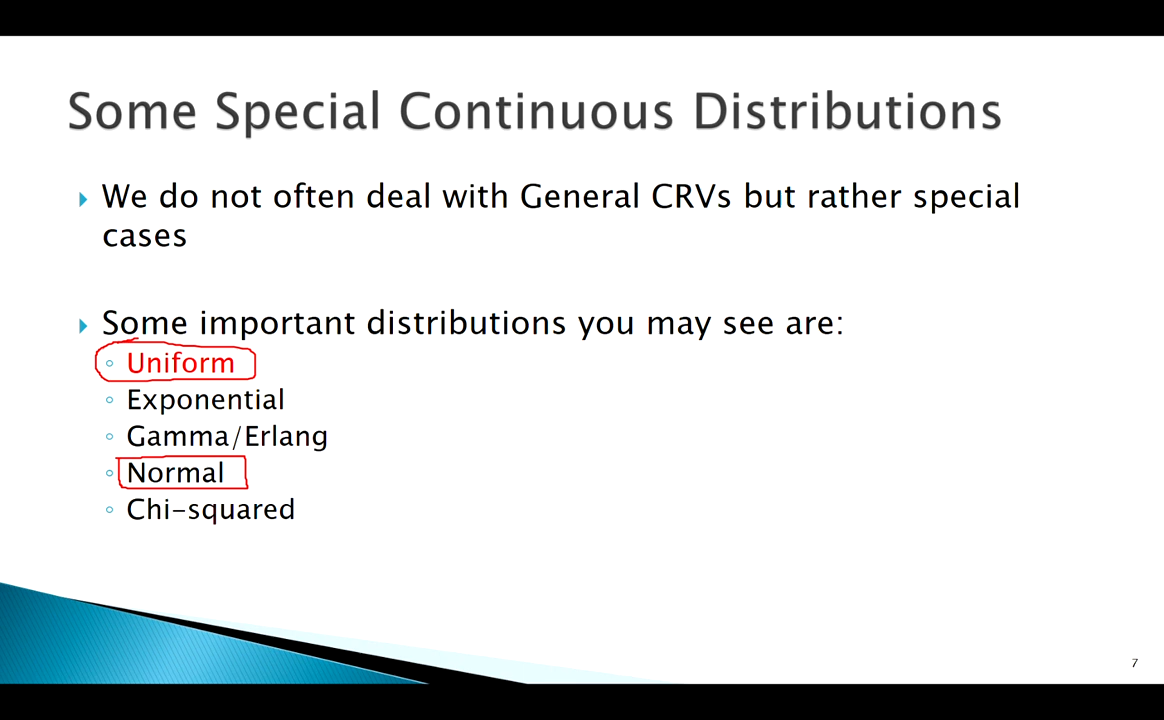 Some Special Continuous Distributions
We do not often deal with General CRVs but rather special
cases
Some important distributions you may see are:
Uniform
Exponential
Gamma/Erlang
Normal
Chi-squared
7